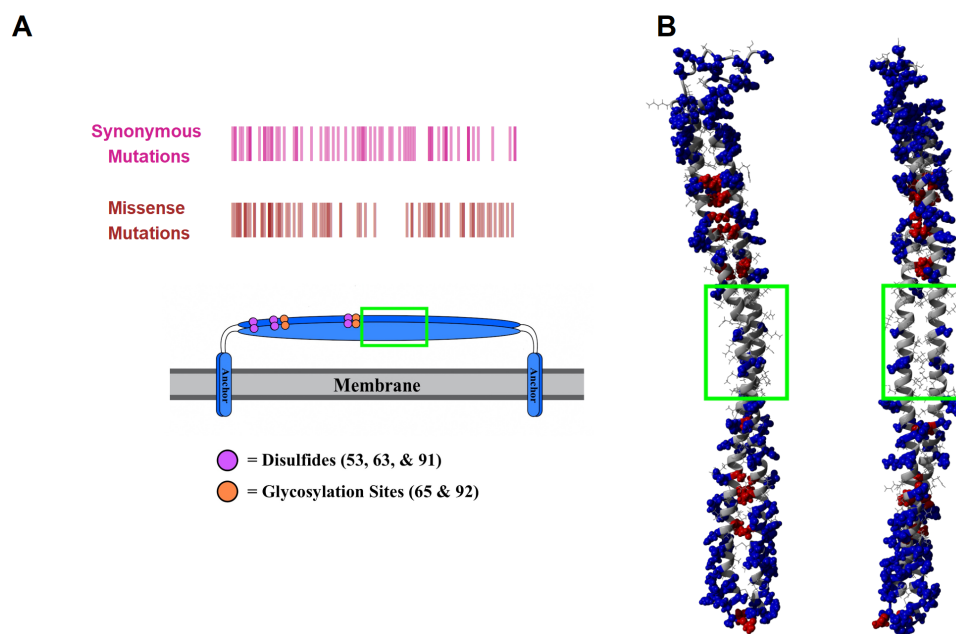 A
B
Synonymous
Mutations
Missense
Mutations
Anchor
Membrane
Anchor
= Disulfides (53, 63, & 91)
= Glycosylation Sites (65 & 92)